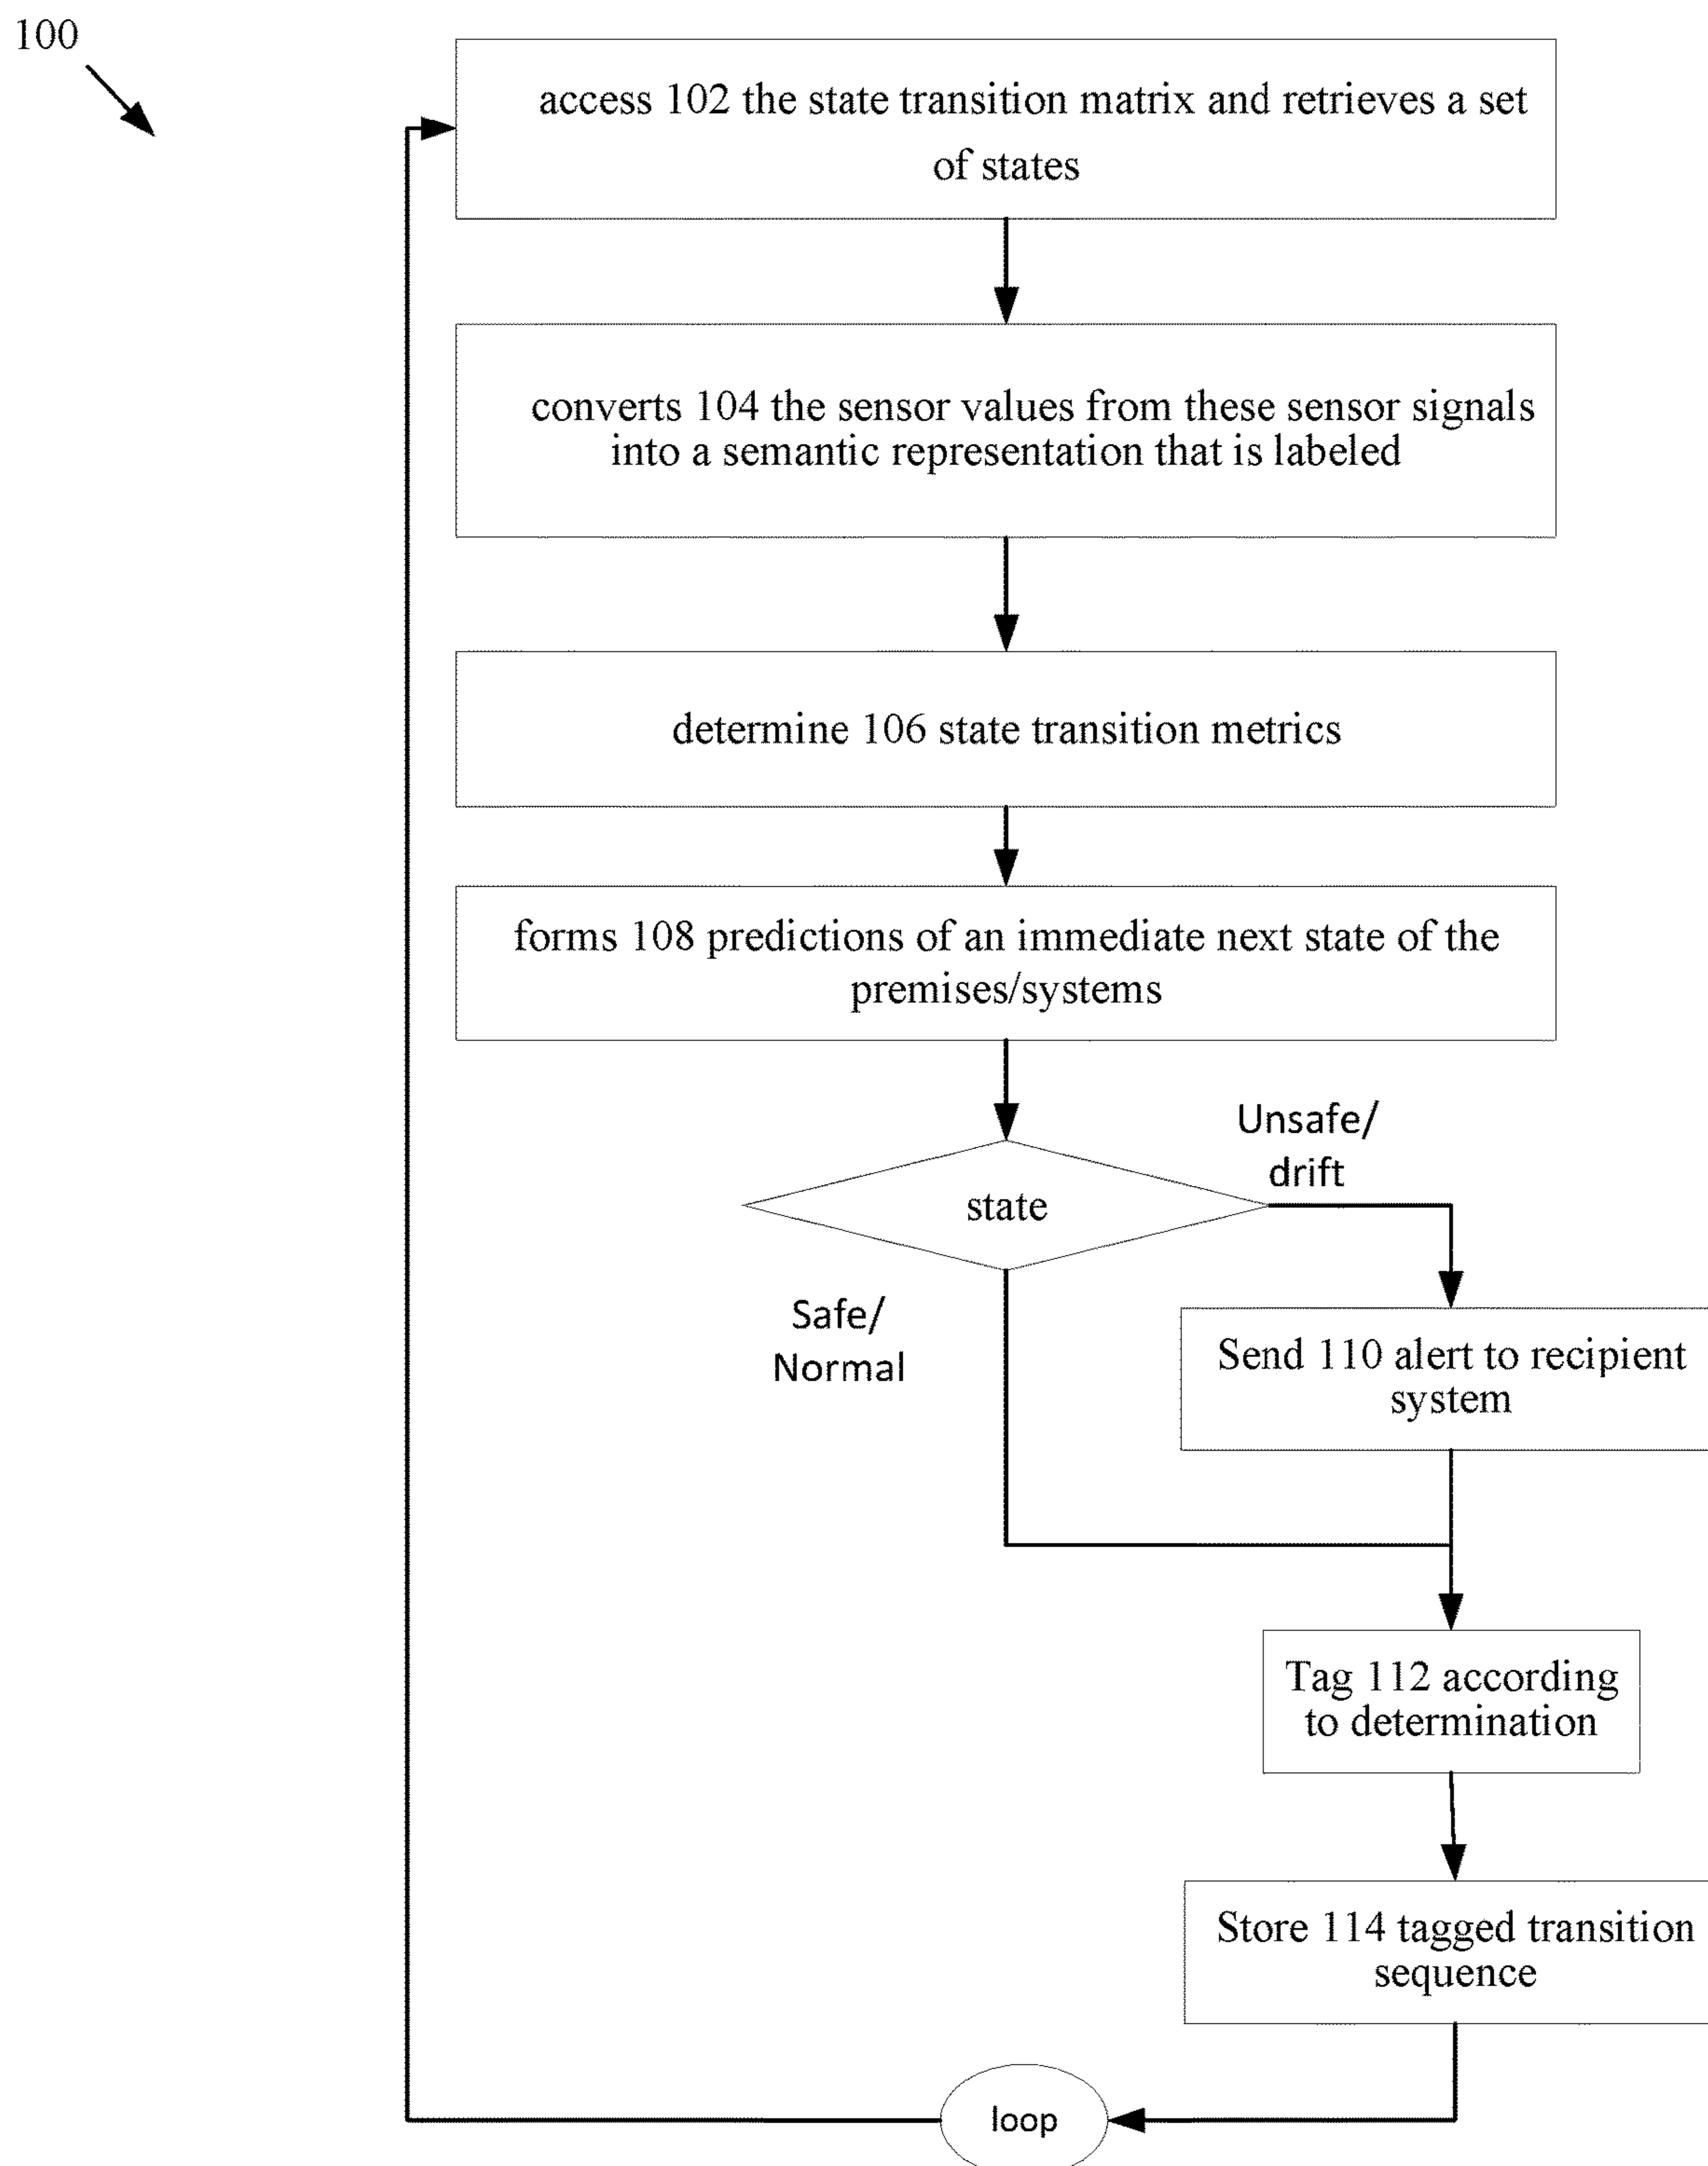 100
access 102 the state transition matrix and retrieves a set
of states
converts 104 the sensor values from these sensor signals
into a semantic representation that is labeled
determine 106 state transition metrics
forms 108 predictions of an immediate next state of the
premises/systems
Unsafe/
drift
state
Safe/
Normal
Send 110 alert to recipient
system
Tag 112 according
to determination
Store 114 tagged transition
sequence
loop